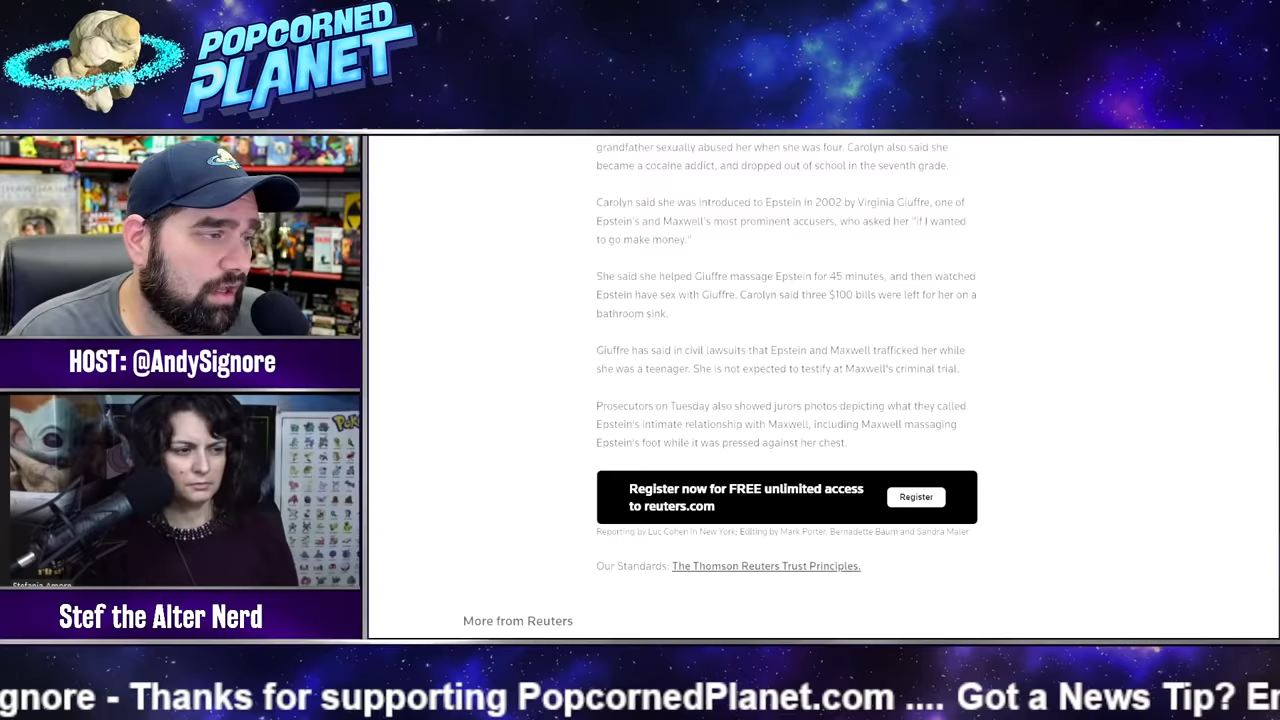 POPCORNED
PLANET
grandfather sexually abused her when she was four. Carolyn also said she
became a cocaine addict, and dropped out of school in the seventh grade.
Carolyn said she was introduced to Epstein in 2002 by Virginia Giuffre, one of
Epstein's and Maxwell's most prominent accusers, who asked her "if I wanted
to go make money."
She said she helped Giuffre massage Epstein for 45 minutes, and then watched
Epstein have sex with Giuffre. Carolyn said three $100 bills were left for her on a
bathroom sink.
Giuffre has said in civil lawsuits that Epstein and Maxwell trafficked her while
she was a teenager. She is not expected to testify at Maxwell's criminal trial.
Prosecutors on Tuesday also showed jurors photos depicting what they called
Epstein's intimate relationship with Maxwell, including Maxwell massaging
Epstein's foot while it was pressed against her chest.
Register now for FREE unlimited access
to reuters.com
Register
Reporting by Luc Cohen in New York; Editing by Mark Porter, Bernadette Baum and Sandra Maler
Our Standards: The Thomson Reuters Trust Principles.
More from Reuters
HOST: @AndySignore
Stefania Amore
Stef the Alter Nerd
gnore - Thanks for supporting PopcornedPlanet.com .... Got a News Tip? En